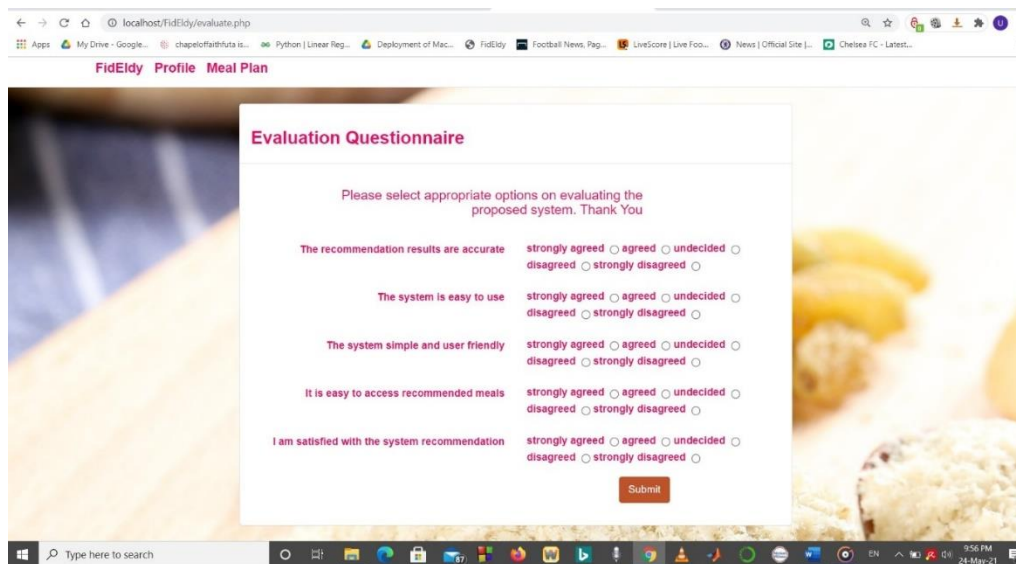 localhost/FidEldy/evaluate.php
Apps My Drive - Google... chapeloffaithfuta is... Python | Linear Reg... Deployment of Mac... FidEldy Football News, Pag... LiveScore | Live Foo... News | Official Site |... Chelsea FC - Latest...
FidEldy Profile Meal Plan
Evaluation Questionnaire
Please select appropriate options on evaluating the
proposed system. Thank You
The recommendation results are accurate strongly agreed agreed undecided
disagreed strongly disagreed
The system is easy to use strongly agreed agreed undecided
disagreed strongly disagreed
The system simple and user friendly strongly agreed agreed undecided
disagreed strongly disagreed
It is easy to access recommended meals strongly agreed agreed undecided
disagreed strongly disagreed
I am satisfied with the system recommendation strongly agreed agreed undecided
disagreed strongly disagreed
Submit
Type here to search 87 EN 9:56 PM
24-May-21